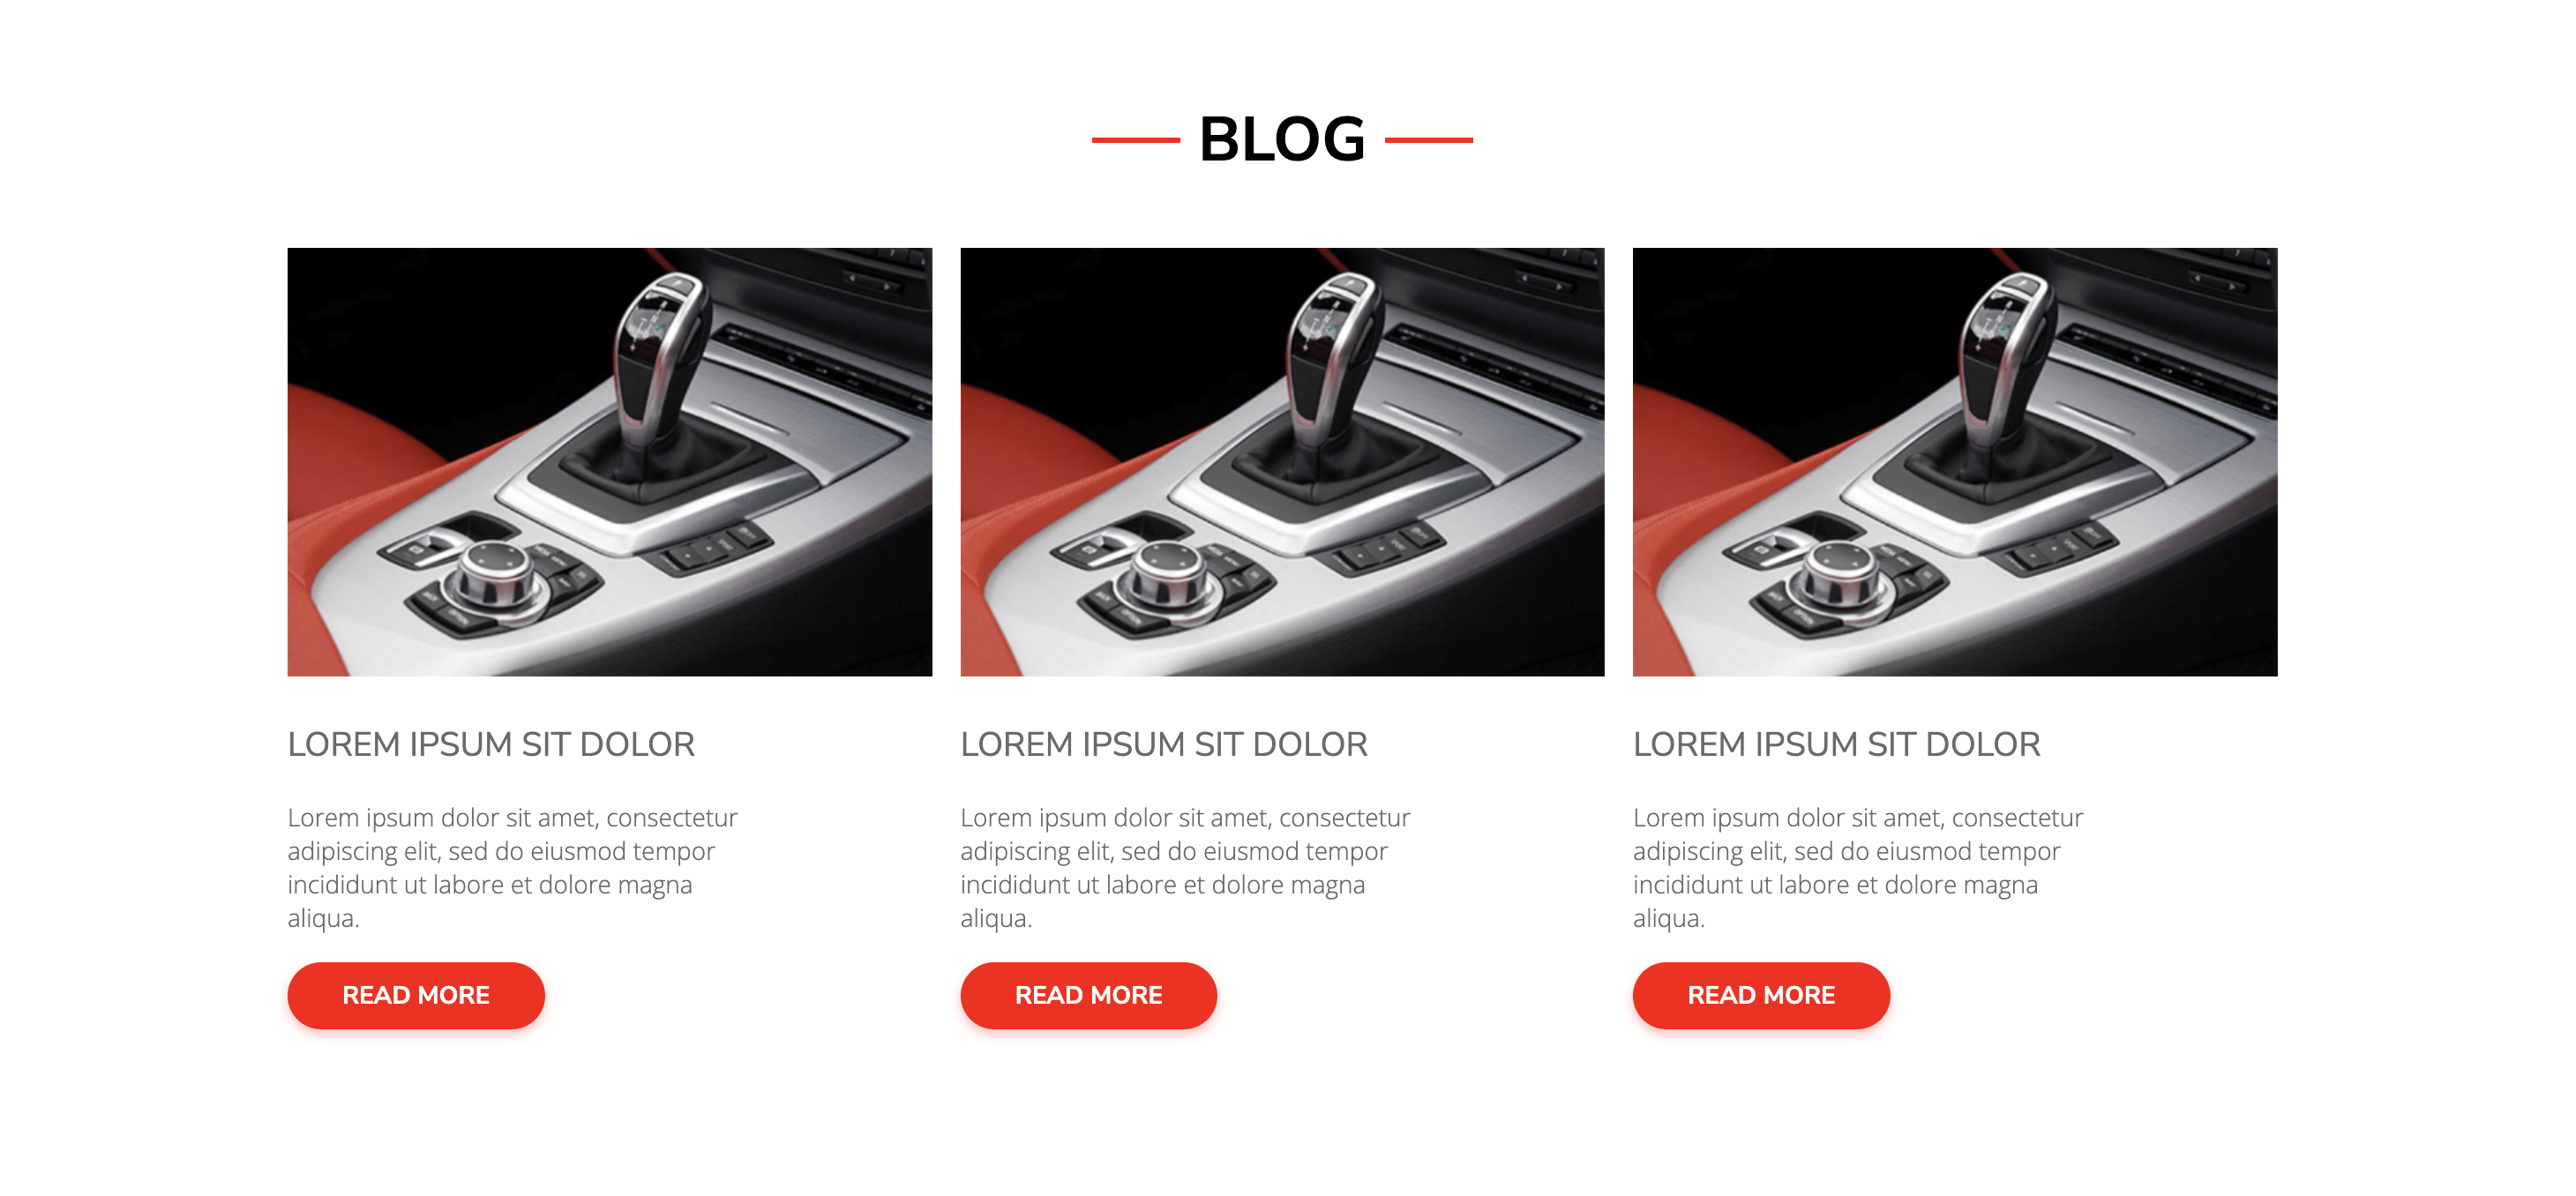 BLOG
LOREM IPSUM SIT DOLOR
Lorem ipsum dolor sit amet, consectetur
adipiscing elit, sed do eiusmod tempor
incididunt ut labore et dolore magna
aliqua.
READ MORE
LOREM IPSUM SIT DOLOR
Lorem ipsum dolor sit amet, consectetur
adipiscing elit, sed do eiusmod tempor
incididunt ut labore et dolore magna
aliqua.
READ MORE
LOREM IPSUM SIT DOLOR
Lorem ipsum dolor sit amet, consectetur
adipiscing elit, sed do eiusmod tempor
incididunt ut labore et dolore magna
aliqua.
READ MORE